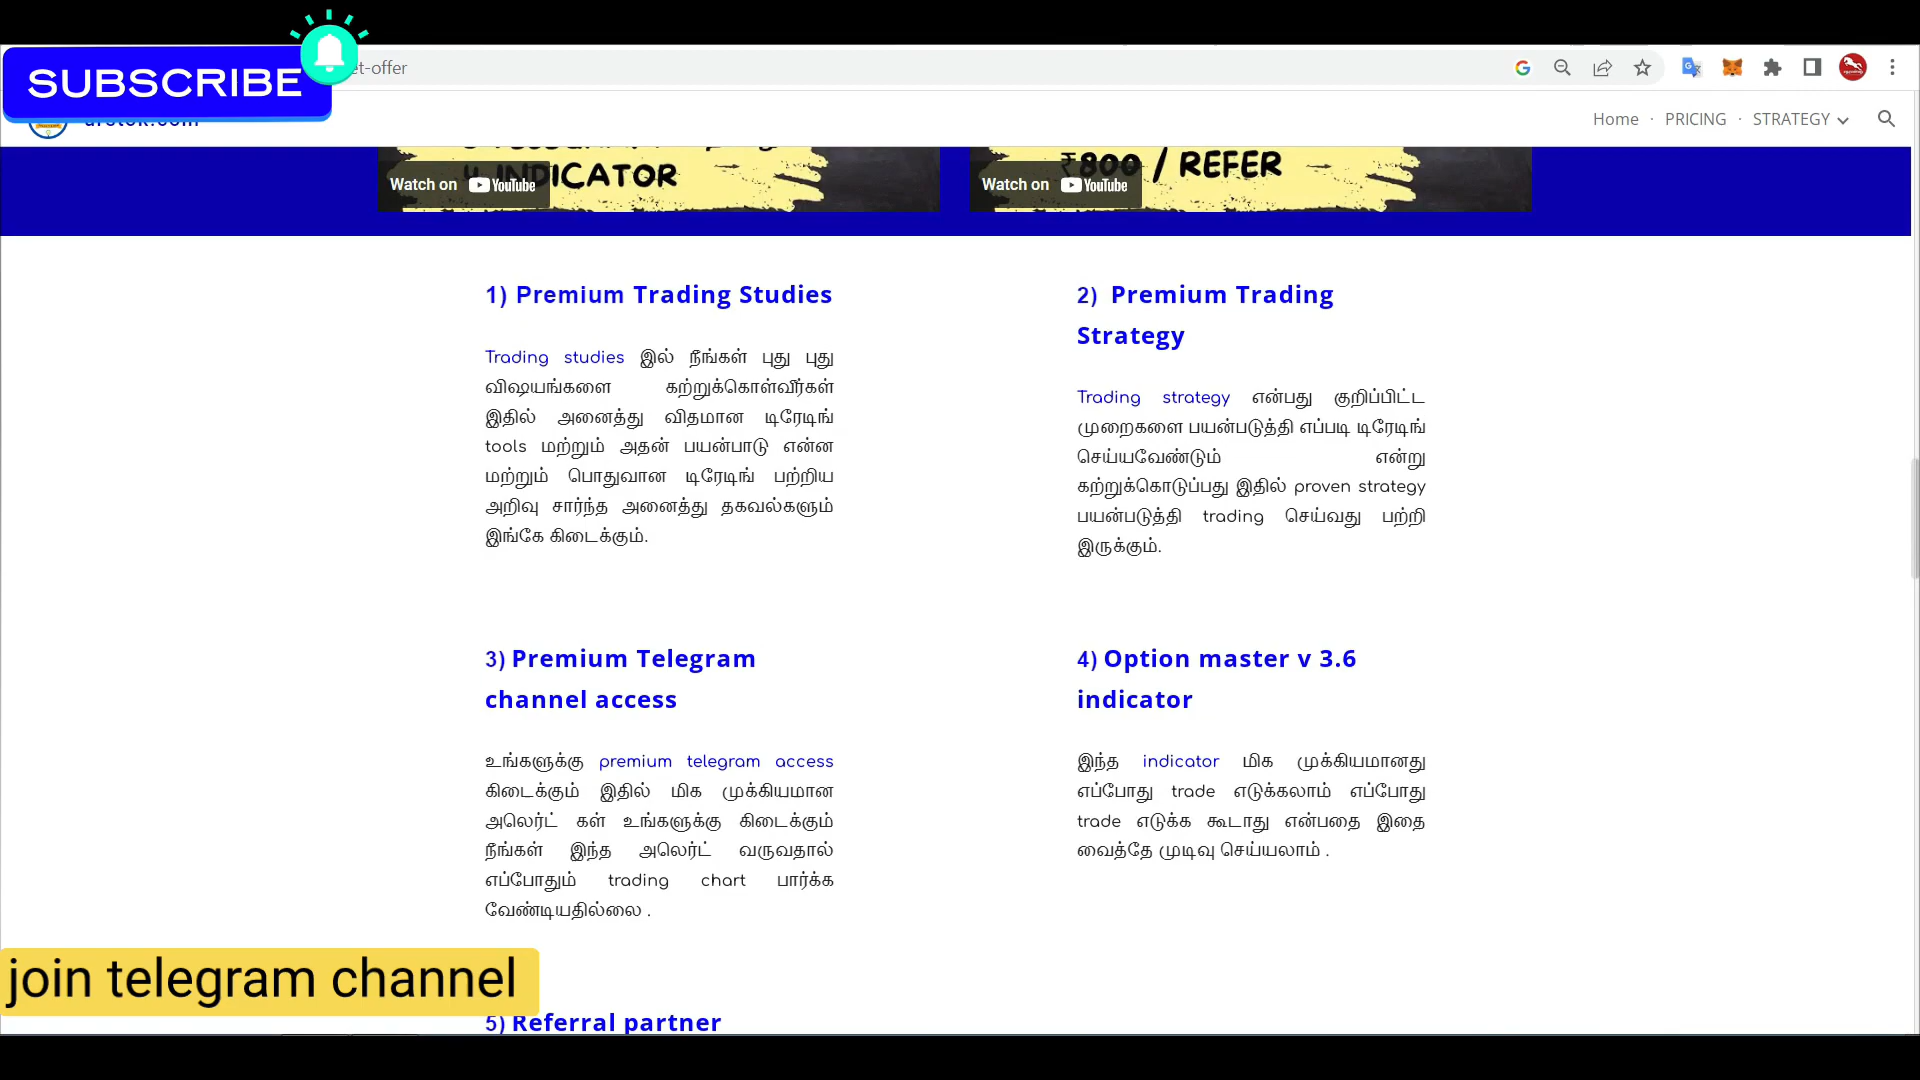 SUBSCRIBE
et-offer
Home · PRICING · STRATEGY
INDICATOR
Watch on YouTube
₹800 / REFER
Watch on YouTube
1) Premium Trading Studies
Trading studies இல் நீங்கள் புது புது
விஷயங்களை கற்றுக்கொள்வீர்கள்
இதில் அனைத்து விதமான டிரேடிங்
tools மற்றும் அதன் பயன்பாடு என்ன
மற்றும் பொதுவான டிரேடிங் பற்றிய
அறிவு சார்ந்த அனைத்து தகவல்களும்
இங்கே கிடைக்கும்.
2) Premium Trading
Strategy
Trading strategy என்பது குறிப்பிட்ட
முறைகளை பயன்படுத்தி எப்படி டிரேடிங்
செய்யவேண்டும் என்று
கற்றுக்கொடுப்பது இதில் proven strategy
பயன்படுத்தி trading செய்வது பற்றி
இருக்கும்.
3) Premium Telegram
channel access
உங்களுக்கு premium telegram access
கிடைக்கும் இதில் மிக முக்கியமான
அலெர்ட் கள் உங்களுக்கு கிடைக்கும்
நீங்கள் இந்த அலெர்ட் வருவதால்
எப்போதும் trading chart பார்க்க
வேண்டியதில்லை .
4) Option master v 3.6
indicator
இந்த indicator மிக முக்கியமானது
எப்போது trade எடுக்கலாம் எப்போது
trade எடுக்க கூடாது என்பதை இதை
வைத்தே முடிவு செய்யலாம் .
join telegram channel
5) Referral partner